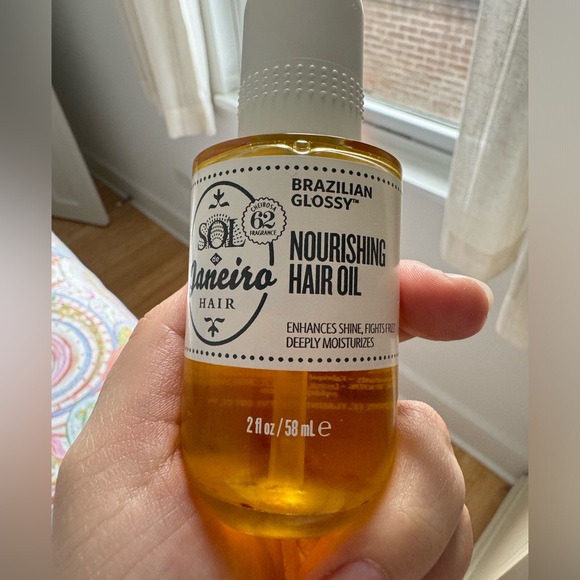 BRAZILIAN
GLOSSY™
CHEIROSA
62
FRAGRANCE
SOL
de
Janeiro
HAIR
NOURISHING
HAIR OIL
ENHANCES SHINE, FIGHTS FRIZZ
DEEPLY MOISTURIZES
2 fl oz / 58 mL e